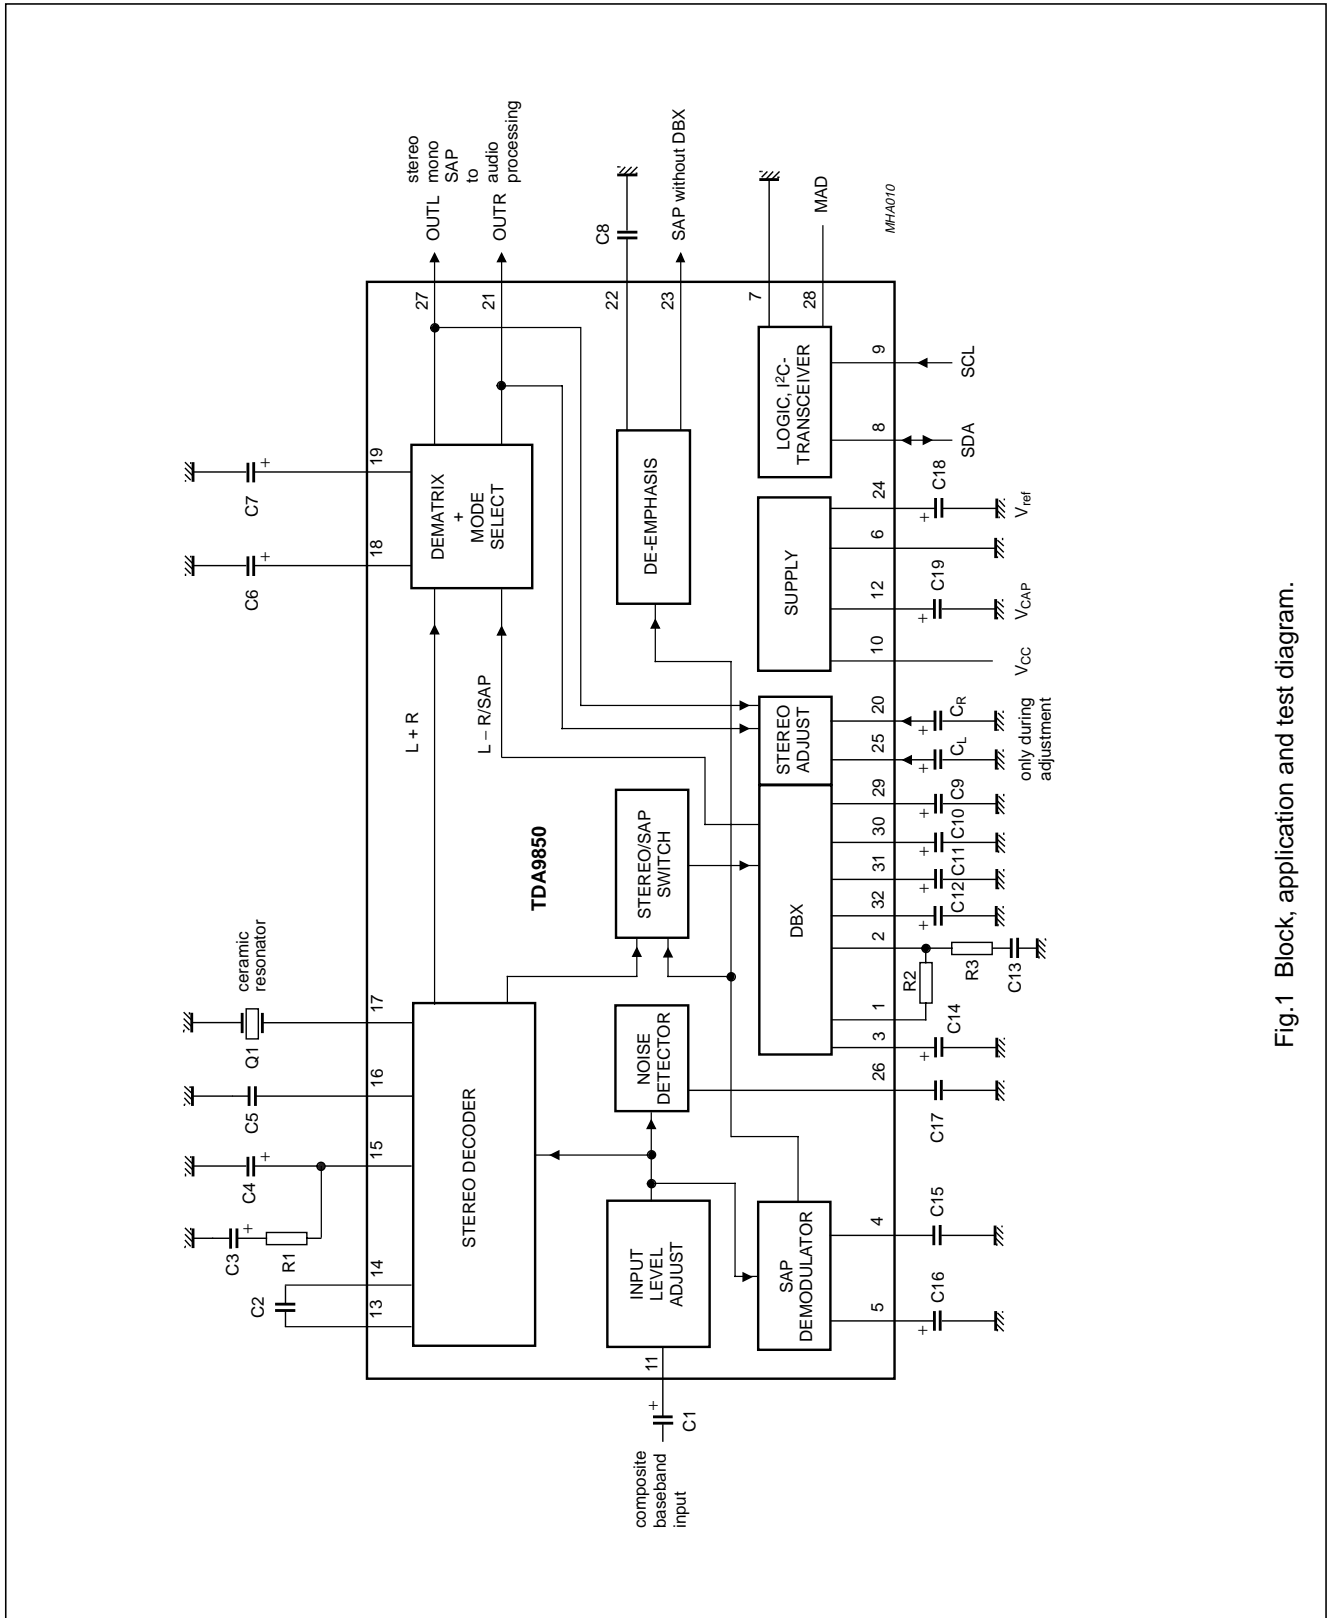 composite
baseband
input
C1
+
11
C2
13
14
C3
+
R1
C4
+
15
C5
16
Q1
ceramic
resonator
17
STEREO DECODER
INPUT
LEVEL
ADJUST
NOISE
DETECTOR
SAP
DEMODULATOR
5
4
+
C16
C15
26
C17
3
+
C14
1
2
R2
R3
C13
TDA9850
STEREO/SAP
SWITCH
DBX
32
31
30
29
+
C12
+
C11
+
C10
+
C9
STEREO
ADJUST
25
20
+
CL
+
CR
only during
adjustment
L + R
L − R/SAP
C6
+
18
C7
+
19
DEMATRIX
+
MODE
SELECT
DE-EMPHASIS
SUPPLY
10
12
6
24
VCC
+
C19
VCAP
+
C18
Vref
LOGIC, I²C-
TRANSCEIVER
8
9
SDA
SCL
27
21
22
23
7
28
OUTL
OUTR
stereo
mono
SAP
to
audio
processing
C8
SAP without DBX
MAD
MHA010
Fig.1 Block, application and test diagram.